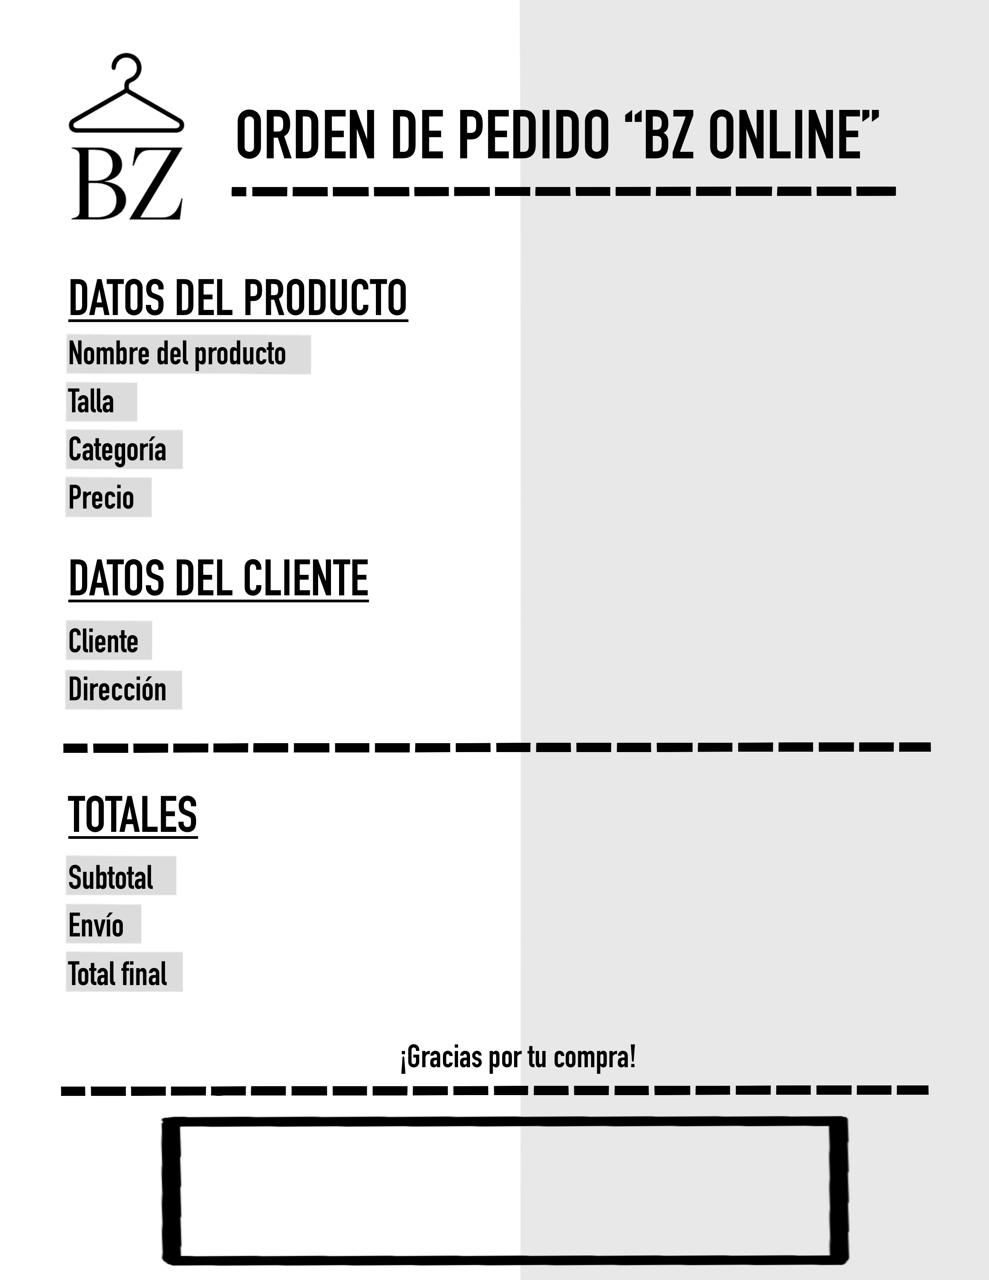 BZ
ORDEN DE PEDIDO “BZ ONLINE”
DATOS DEL PRODUCTO
Nombre del producto
Talla
Categoría
Precio
DATOS DEL CLIENTE
Cliente
Dirección
TOTALES
Subtotal
Envío
Total final
¡Gracias por tu compra!